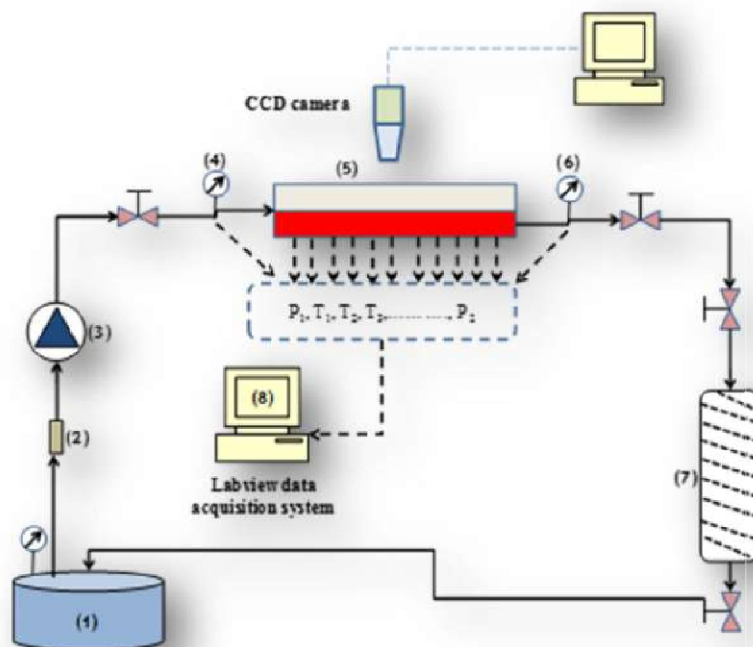 CCD camera
(4)
(5)
(6)
(3)
P₁, T₁, T₂, T₃,............ ...., P₂
(8)
(2)
(7)
Labview data
acquisition system
(1)